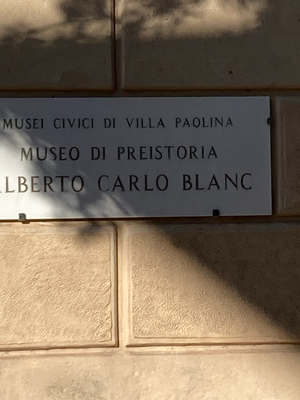 MUSEI CIVICI DI VILLA PAOLINA
MUSEO DI PREISTORIA
ALBERTO CARLO BLANC